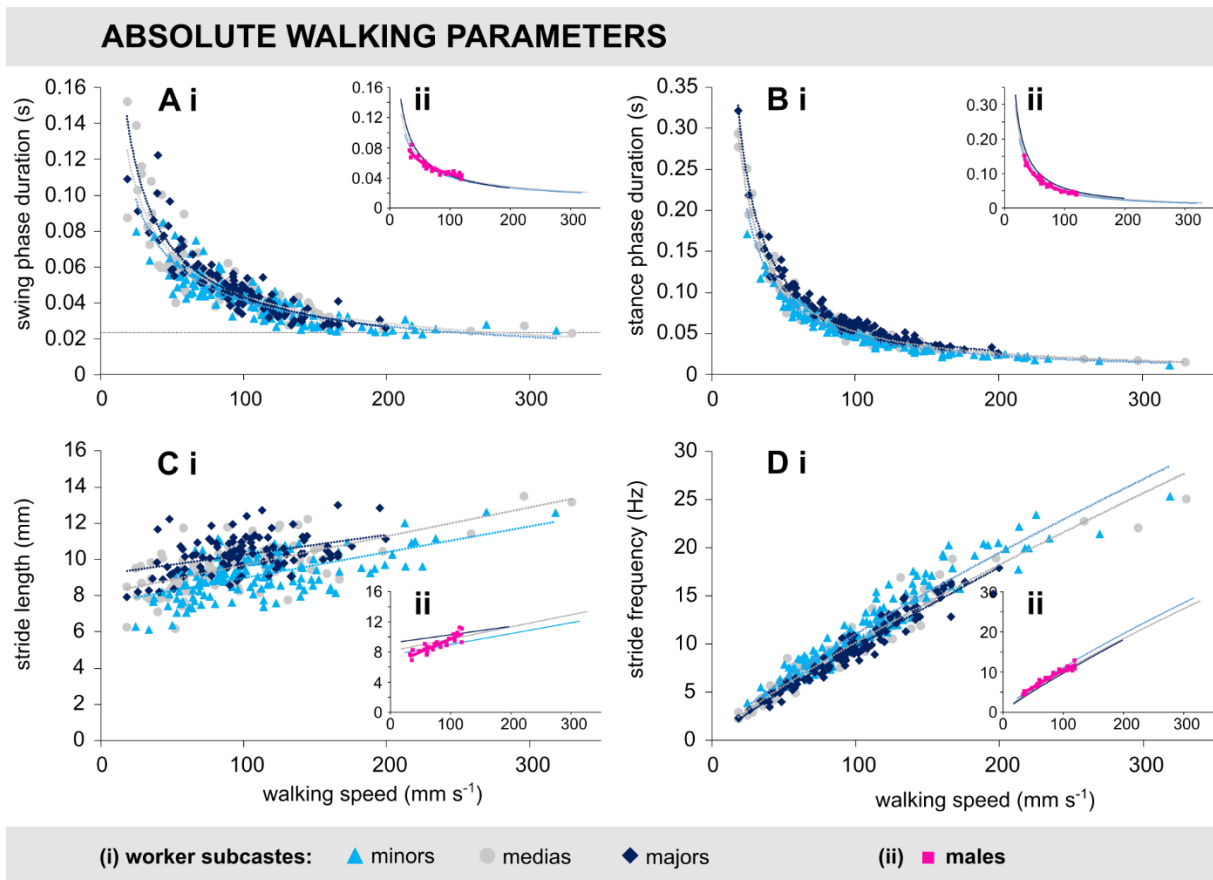 ABSOLUTE WALKING PARAMETERS
A i
ii
swing phase duration (s)
0.16
0.14
0.12
0.10
0.08
0.06
0.04
0.02
0
0 100 200 300
0.16
0.12
0.08
0.04
0
0 100 200 300
B i
ii
stance phase duration (s)
0.35
0.30
0.25
0.20
0.15
0.10
0.05
0
0 100 200 300
0.30
0.20
0.10
0
0 100 200 300
C i
ii
stride length (mm)
16
14
12
10
8
6
4
2
0
0 100 200 300
walking speed (mm s⁻¹)
16
12
8
4
0
0 100 200 300
D i
ii
stride frequency (Hz)
30
25
20
15
10
5
0
0 100 200 300
walking speed (mm s⁻¹)
30
20
10
0
0 100 200 300
(i) worker subcastes: minors medias majors (ii) males